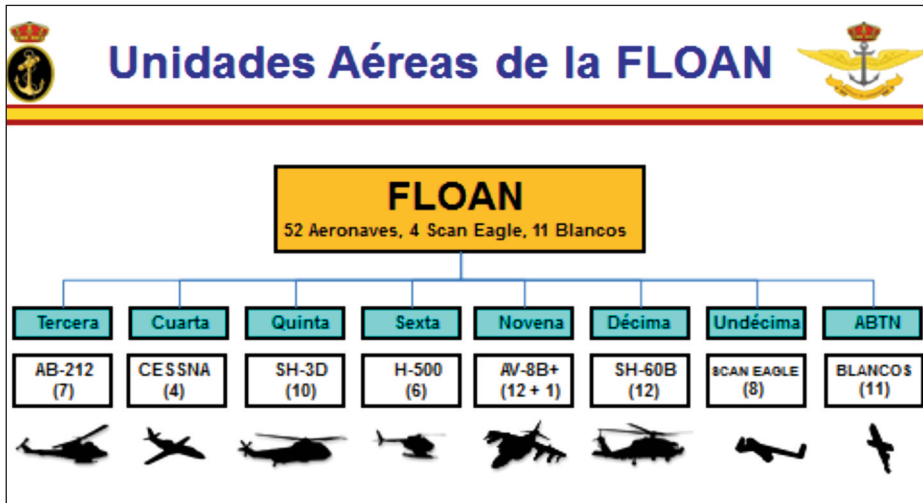 Unidades Aéreas de la FLOAN
FLOAN
52 Aeronaves, 4 Scan Eagle, 11 Blancos
Tercera
Cuarta
Quinta
Sexta
Novena
Décima
Undécima
ABTN
AB-212
(7)
CESSNA
(4)
SH-3D
(10)
H-500
(6)
AV-8B+
(12 + 1)
SH-60B
(12)
SCAN EAGLE
(8)
BLANCOS
(11)